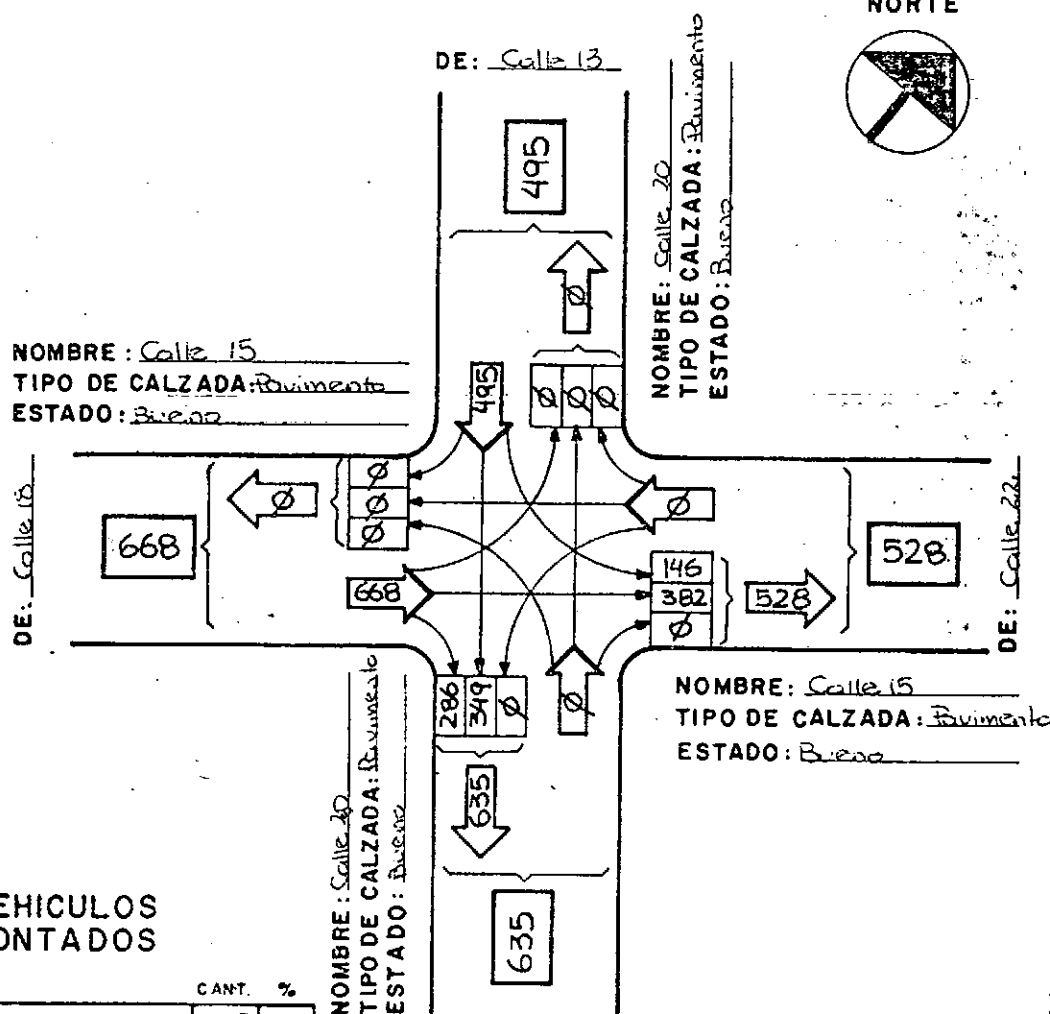 NORTE
DE: Calle 13
495
NOMBRE: Calle 20
TIPO DE CALZADA: Pavimento
ESTADO: Bueno
Ø
NOMBRE: Calle 15
TIPO DE CALZADA: Pavimento
ESTADO: Bueno
495
Ø Ø Ø
DE: Calle 18
668
Ø
Ø
Ø
Ø
Ø
528
DE: Calle 22
668
146
382
Ø
528
286 349 Ø
Ø
NOMBRE: Calle 15
TIPO DE CALZADA: Pavimento
ESTADO: Bueno
635
NOMBRE: Calle 20
TIPO DE CALZADA: Pavimento
ESTADO: Bueno
635
EHICULOS
ONTADOS
CANT. %